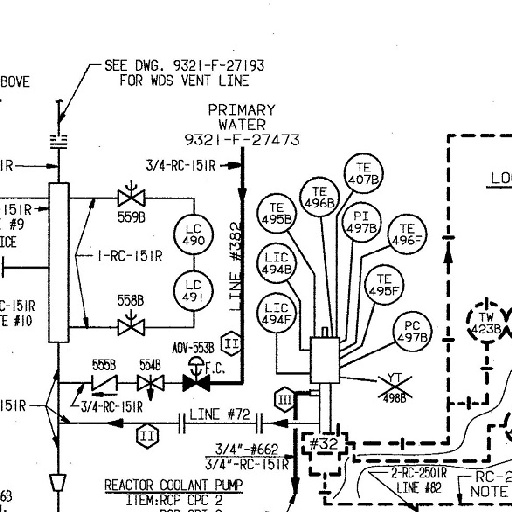 SEE DWG. 9321-F-27193
FOR WDS VENT LINE
BOVE
PRIMARY
WATER
9321-F-27473
3/4-RC-151R
1R
151R
#9
ICE
559B
LC
490
1-RC-151R
LC
491
558B
C-151R
TE #10
LINE #382
TE
495B
TE
496B
TE
407B
PI
497B
TE
496F
LIC
494B
TE
495F
LIC
494F
PC
497B
LO
TW
423B
II
AOV-553B
F.C.
555B
554B
3/4-RC-151R
151R
YT
498B
III
LINE #72
II
#32
3/4"-#662
3/4"-RC-151R
2-RC-2501R
LINE #82
RC-2
NOTE
REACTOR COOLANT PUMP
ITEM:RCP CPC 2
63